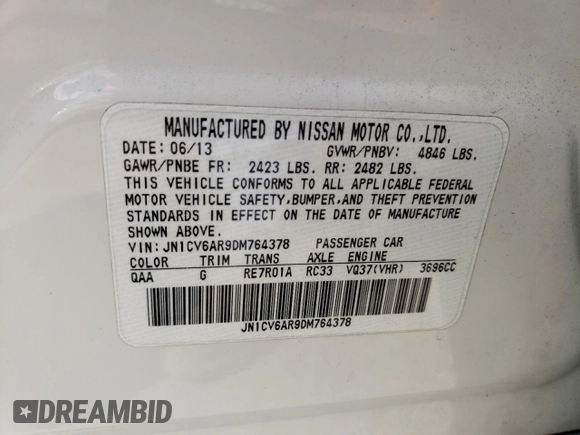 MANUFACTURED BY NISSAN MOTOR CO.,LTD.
DATE: 06/13 GVWR/PNBV: 4846 LBS.
GAWR/PNBE FR: 2423 LBS. RR: 2482 LBS.
THIS VEHICLE CONFORMS TO ALL APPLICABLE FEDERAL
MOTOR VEHICLE SAFETY,BUMPER,AND THEFT PREVENTION
STANDARDS IN EFFECT ON THE DATE OF MANUFACTURE
SHOWN ABOVE.
VIN: JN1CV6AR9DM764378 PASSENGER CAR
COLOR TRIM TRANS AXLE ENGINE
QAA G RE7R01A RC33 VQ37(VHR) 3696CC
JN1CV6AR9DM764378
DREAMBID